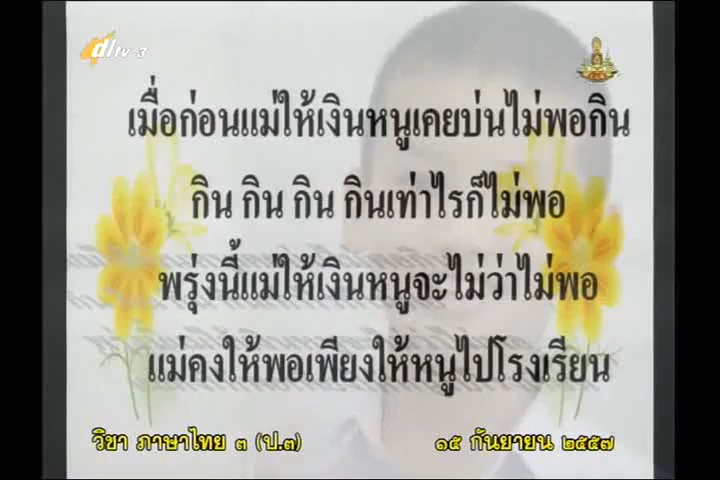 dltv 3
เมื่อก่อนแม่ให้เงินหนูเคยบ่นไม่พอกิน
กิน กิน กิน กินเท่าไรก็ไม่พอ
พรุ่งนี้แม่ให้เงินหนูจะไม่ว่าไม่พอ
แม่คงให้พอเพียงให้หนูไปโรงเรียน
วิชา ภาษาไทย ๓ (ป.๓)
๑๕ กันยายน ๒๕๕๗